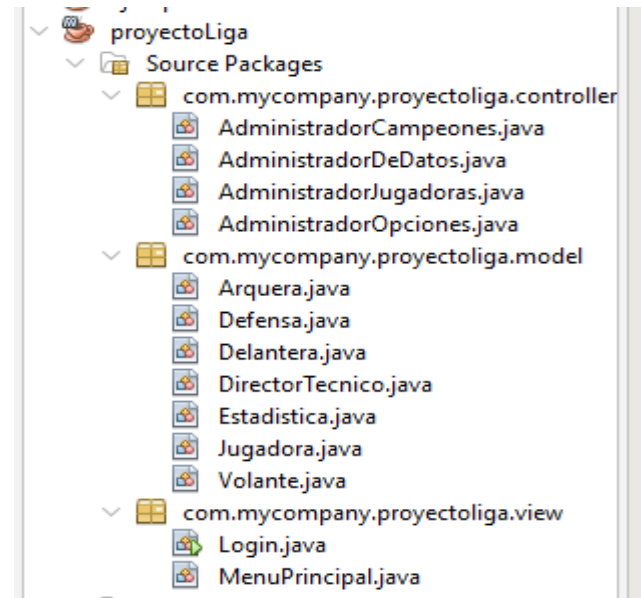 proyectoLiga
Source Packages
com.mycompany.proyectoliga.controller
AdministradorCampeones.java
AdministradorDeDatos.java
AdministradorJugadoras.java
AdministradorOpciones.java
com.mycompany.proyectoliga.model
Arquera.java
Defensa.java
Delantera.java
DirectorTecnico.java
Estadistica.java
Jugadora.java
Volante.java
com.mycompany.proyectoliga.view
Login.java
MenuPrincipal.java